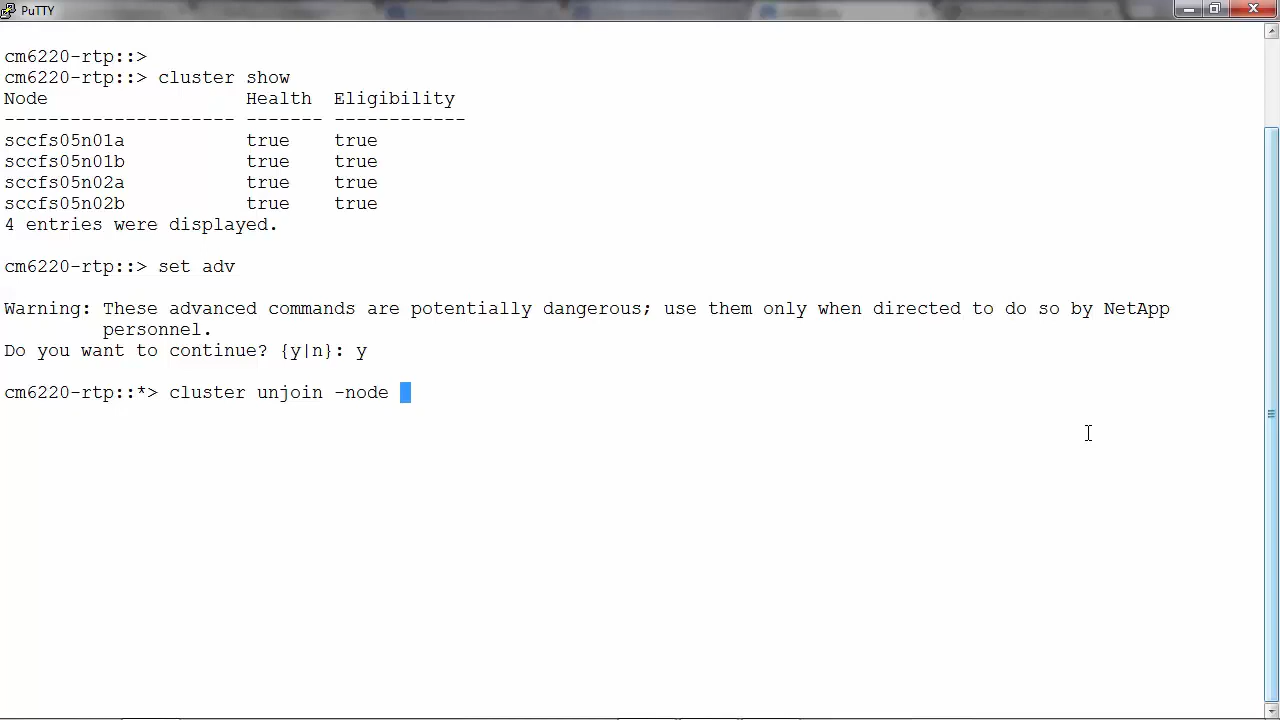 PuTTY
cm6220-rtp::>
cm6220-rtp::> cluster show
Node                  Health  Eligibility
--------------------- ------- ------------
sccfs05n01a           true    true
sccfs05n01b           true    true
sccfs05n02a           true    true
sccfs05n02b           true    true
4 entries were displayed.
cm6220-rtp::> set adv
Warning: These advanced commands are potentially dangerous; use them only when directed to do so by NetApp
         personnel.
Do you want to continue? {y|n}: y
cm6220-rtp::*> cluster unjoin -node